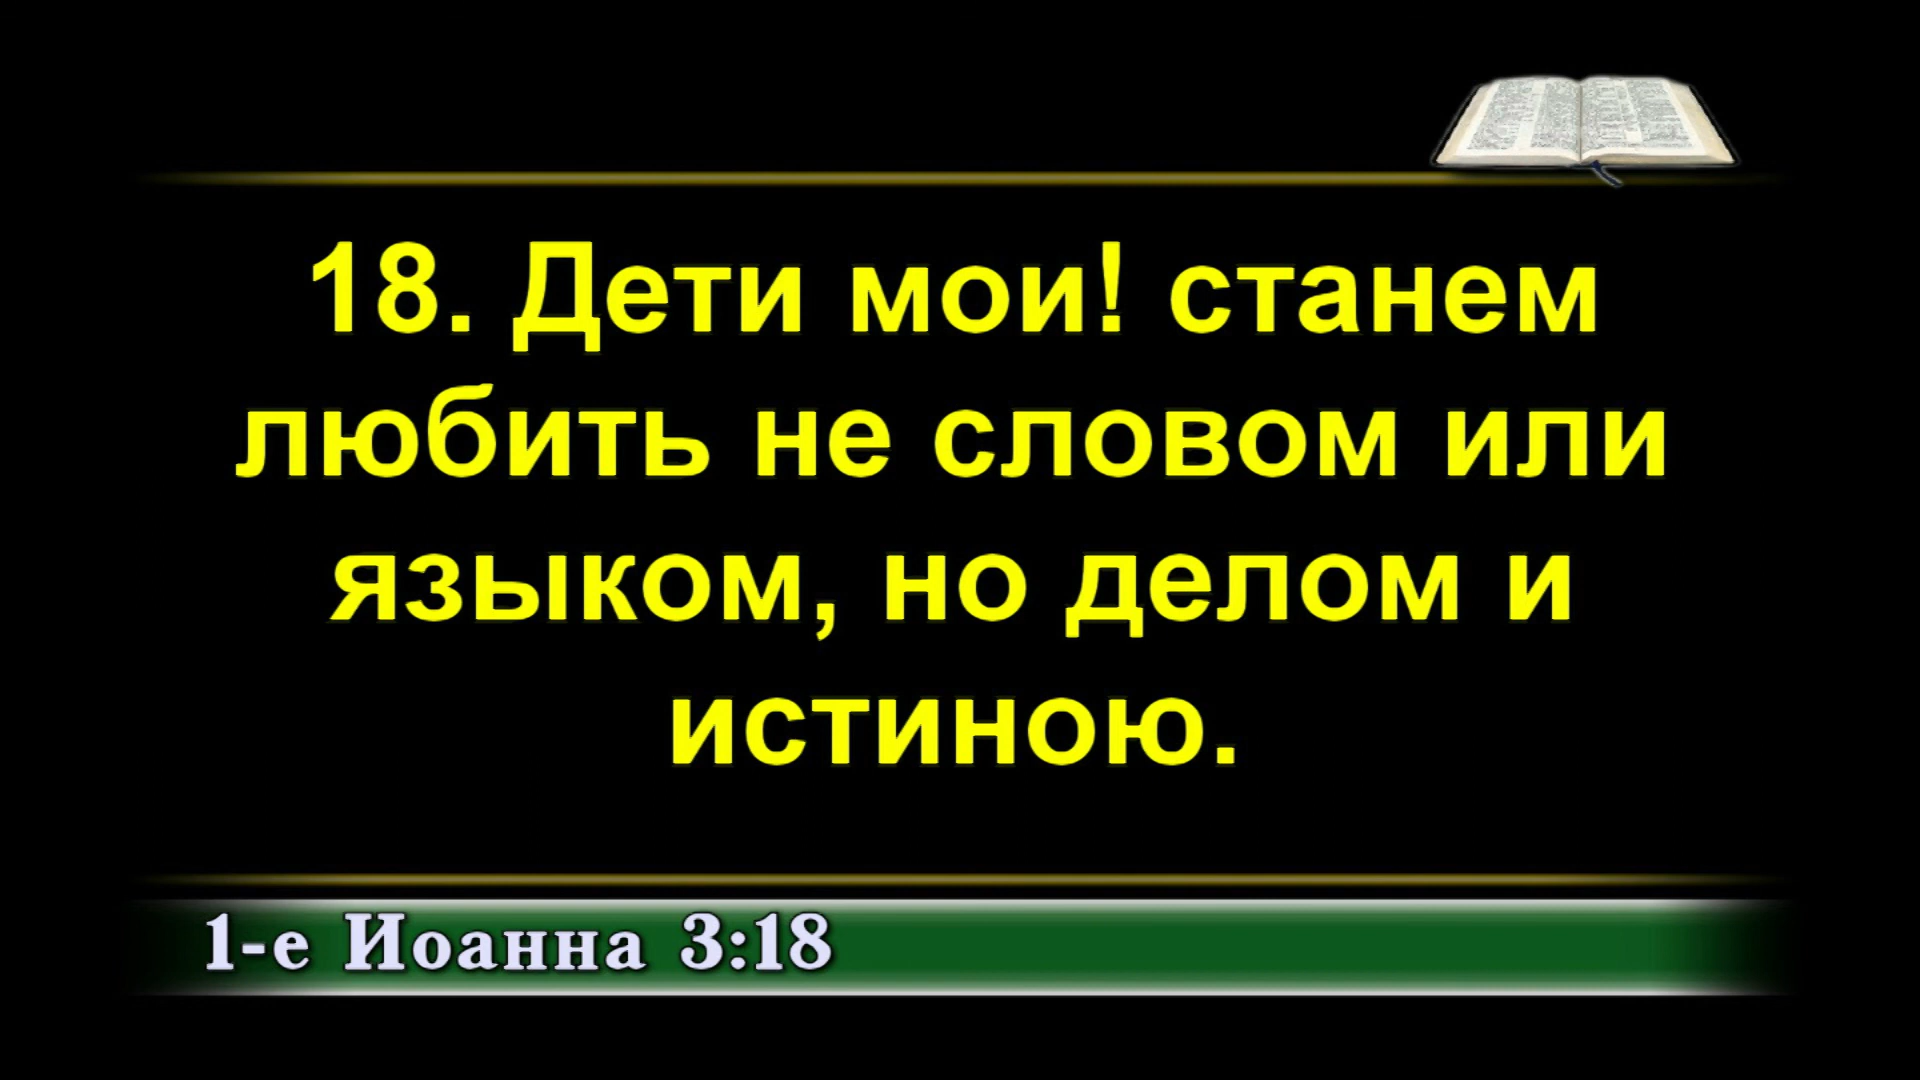 18. Дети мои! станем
любить не словом или
языком, но делом и
истиною.
1-е Иоанна 3:18